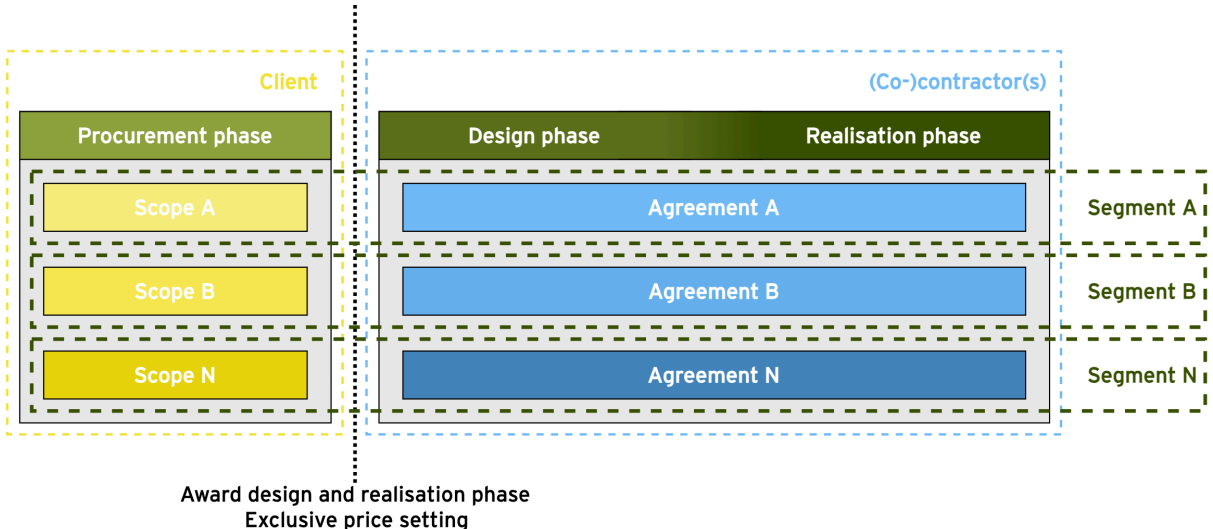 Client
(Co-)contractor(s)
Procurement phase
Design phase
Realisation phase
Scope A
Agreement A
Segment A
Scope B
Agreement B
Segment B
Scope N
Agreement N
Segment N
Award design and realisation phase
Exclusive price setting